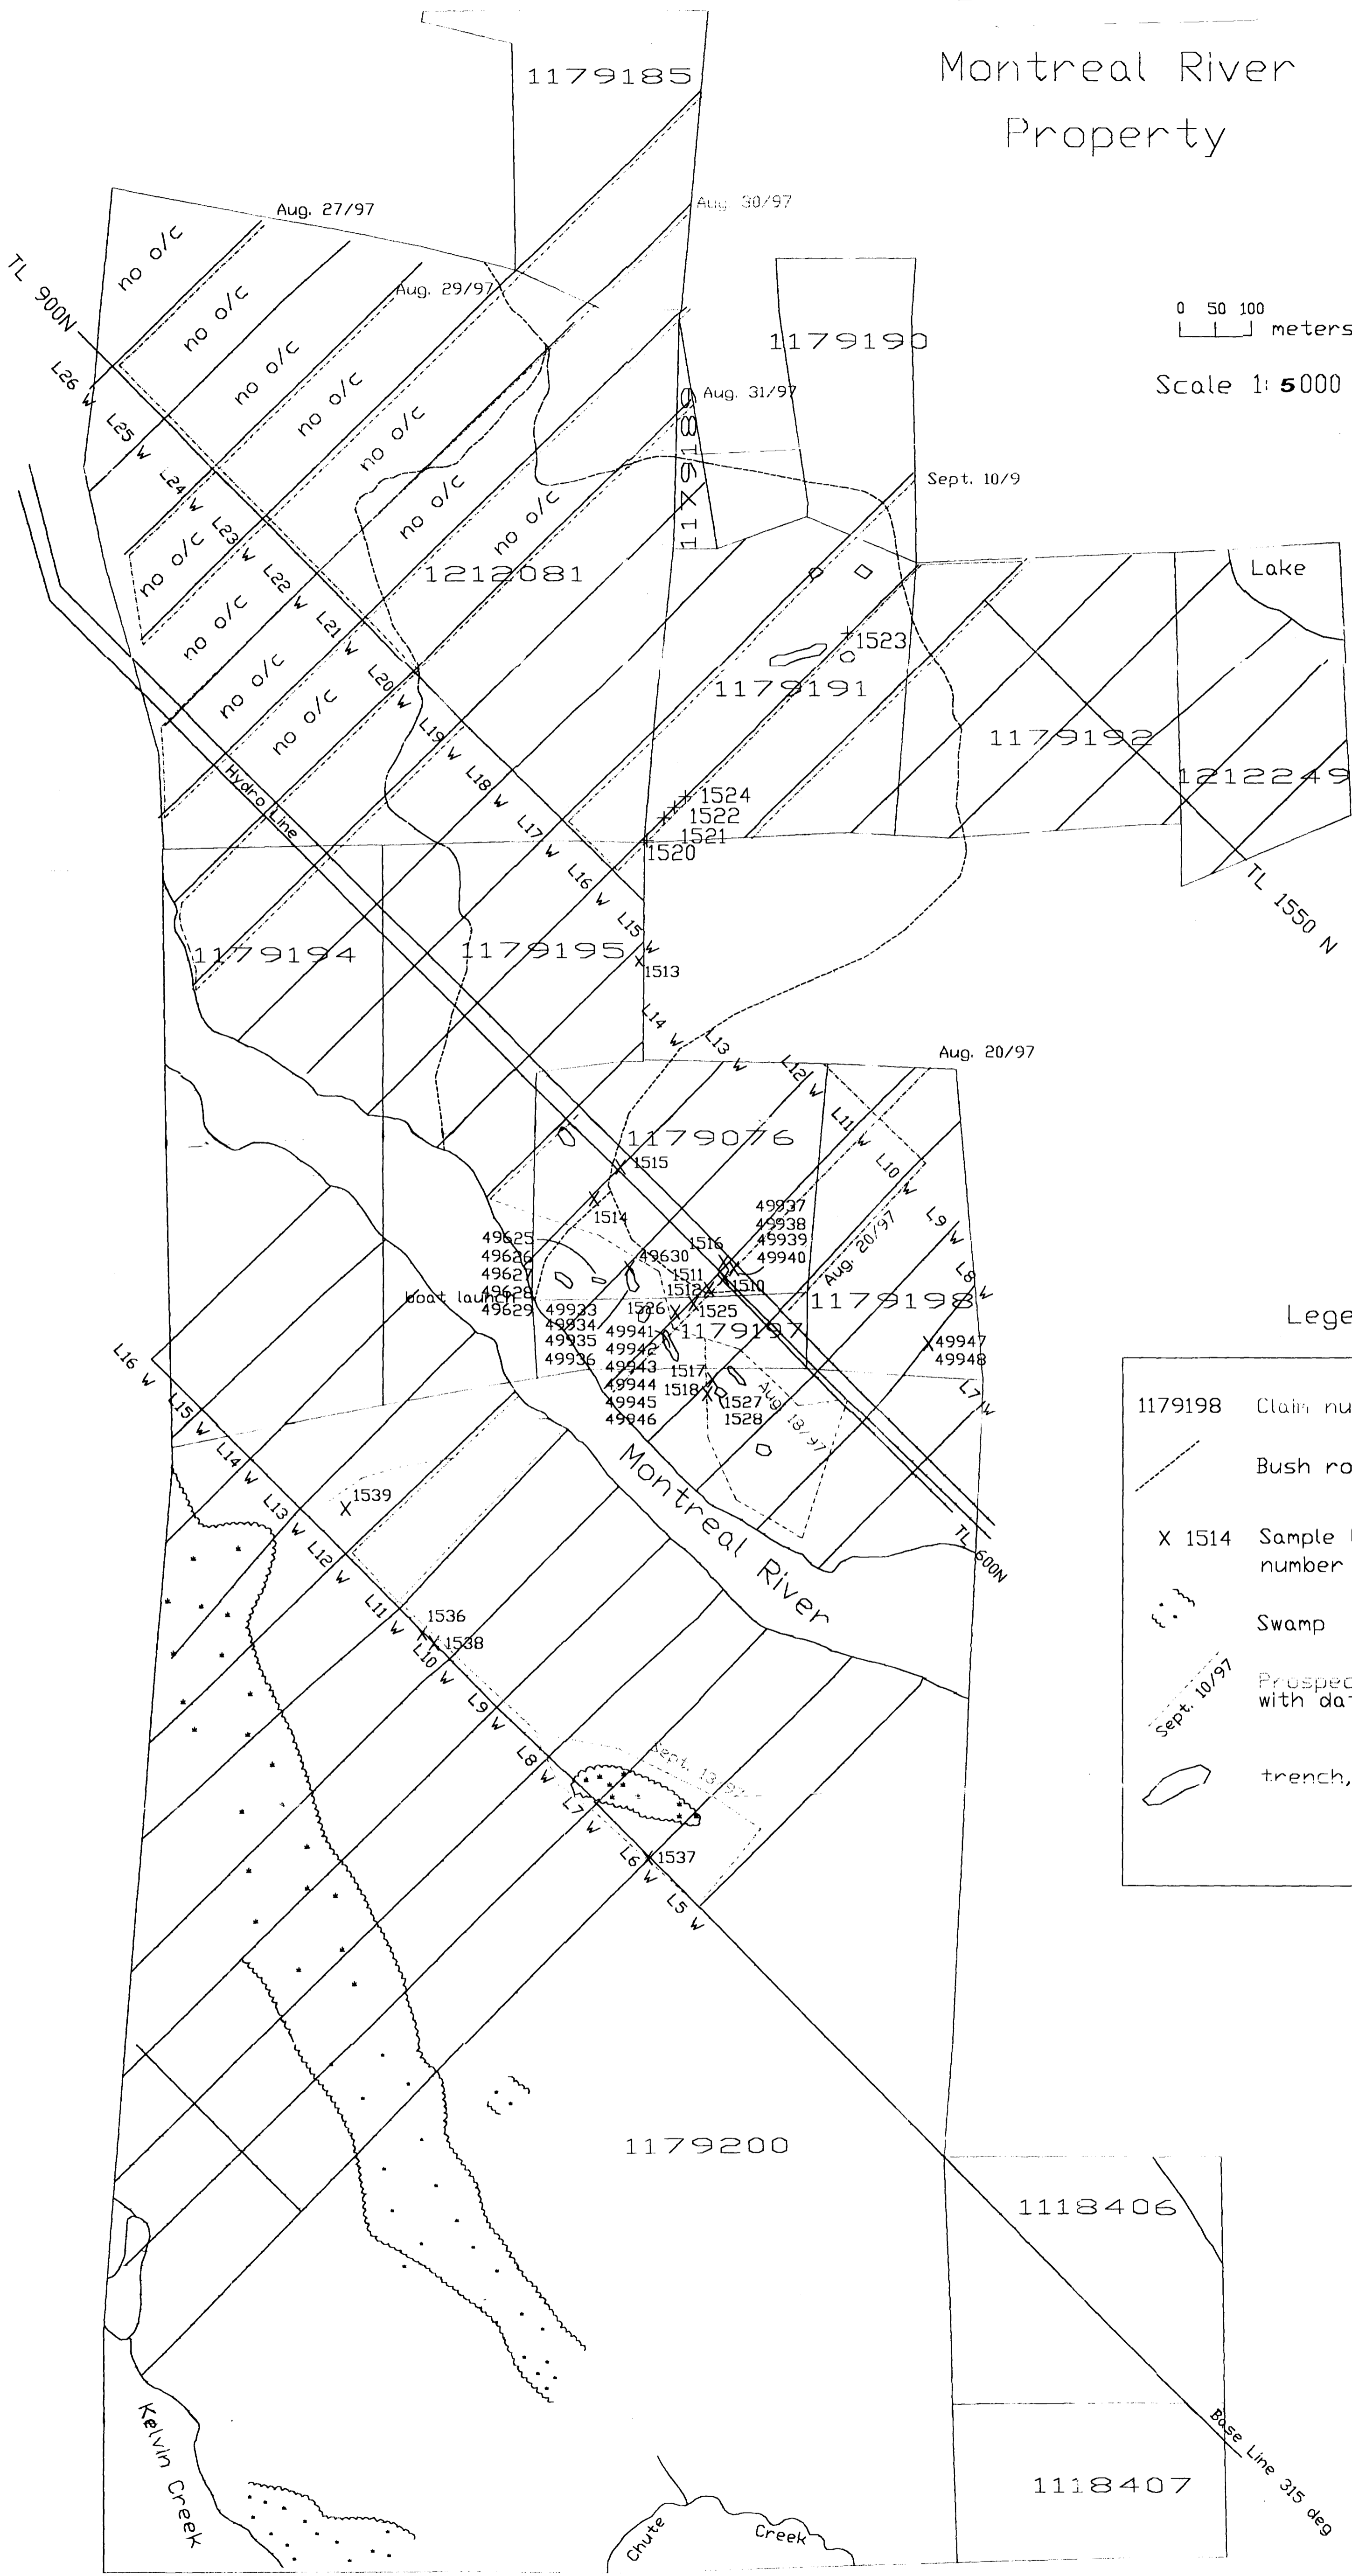 Montreal River
Property
1179185
Aug. 27/97
Aug. 30/97
no o/c
no o/c
no o/c
no o/c
no o/c
no o/c
no o/c
no o/c
no o/c
no o/c
no o/c
Aug. 29/97
TL 900N
1179190
0 50 100 meters
Scale 1:5000
L26 W
L25 W
L24 W
L23 W
L22 W
L21 W
L20 W
L19 W
L18 W
L17 W
L16 W
L15 W
L14 W
L13 W
L12 W
L11 W
L10 W
L9 W
L8 W
L7 W
Aug. 31/97
1179189
Sept. 10/9
1212081
Lake
1523
1179191
1179192
1212249
Hydro Line
1524
1522
1521
1520
TL 1550 N
1179194
1179195
1513
Aug. 20/97
1179076
1515
1514
49937
49938
49939
49940
1516
49625
49626
49627
49628
49629
boat launch
49630
1511
1512
1510
Aug. 20/97
1179198
49933
49934
49935
49936
1526
1525
49941
49942
49943
49944
49945
49946
1179197
49947
49948
1517
1518
1527
1528
Aug. 18/97
Montreal River
TL 600N
Lege
1179198 Claim nu
Bush ro
X 1514 Sample
number
Swamp
Sept. 10/97
Prospec
with da
trench,
L16 W
L15 W
L14 W
L13 W
L12 W
L11 W
L10 W
L9 W
L8 W
L7 W
L6 W
L5 W
1539
1536
1538
Sept. 13/97
1537
1179200
1118406
1118407
Base Line 315 deg
Kelvin Creek
Chute Creek